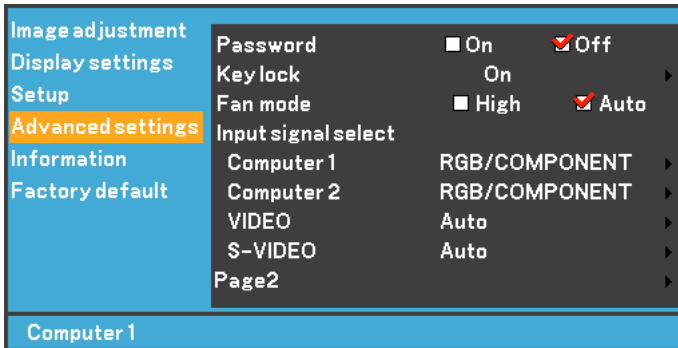 Image adjustment
Display settings
Setup
Advanced settings
Information
Factory default
Password On Off
Key lock On
Fan mode High Auto
Input signal select
Computer 1 RGB/COMPONENT
Computer 2 RGB/COMPONENT
VIDEO Auto
S-VIDEO Auto
Page2
Computer 1